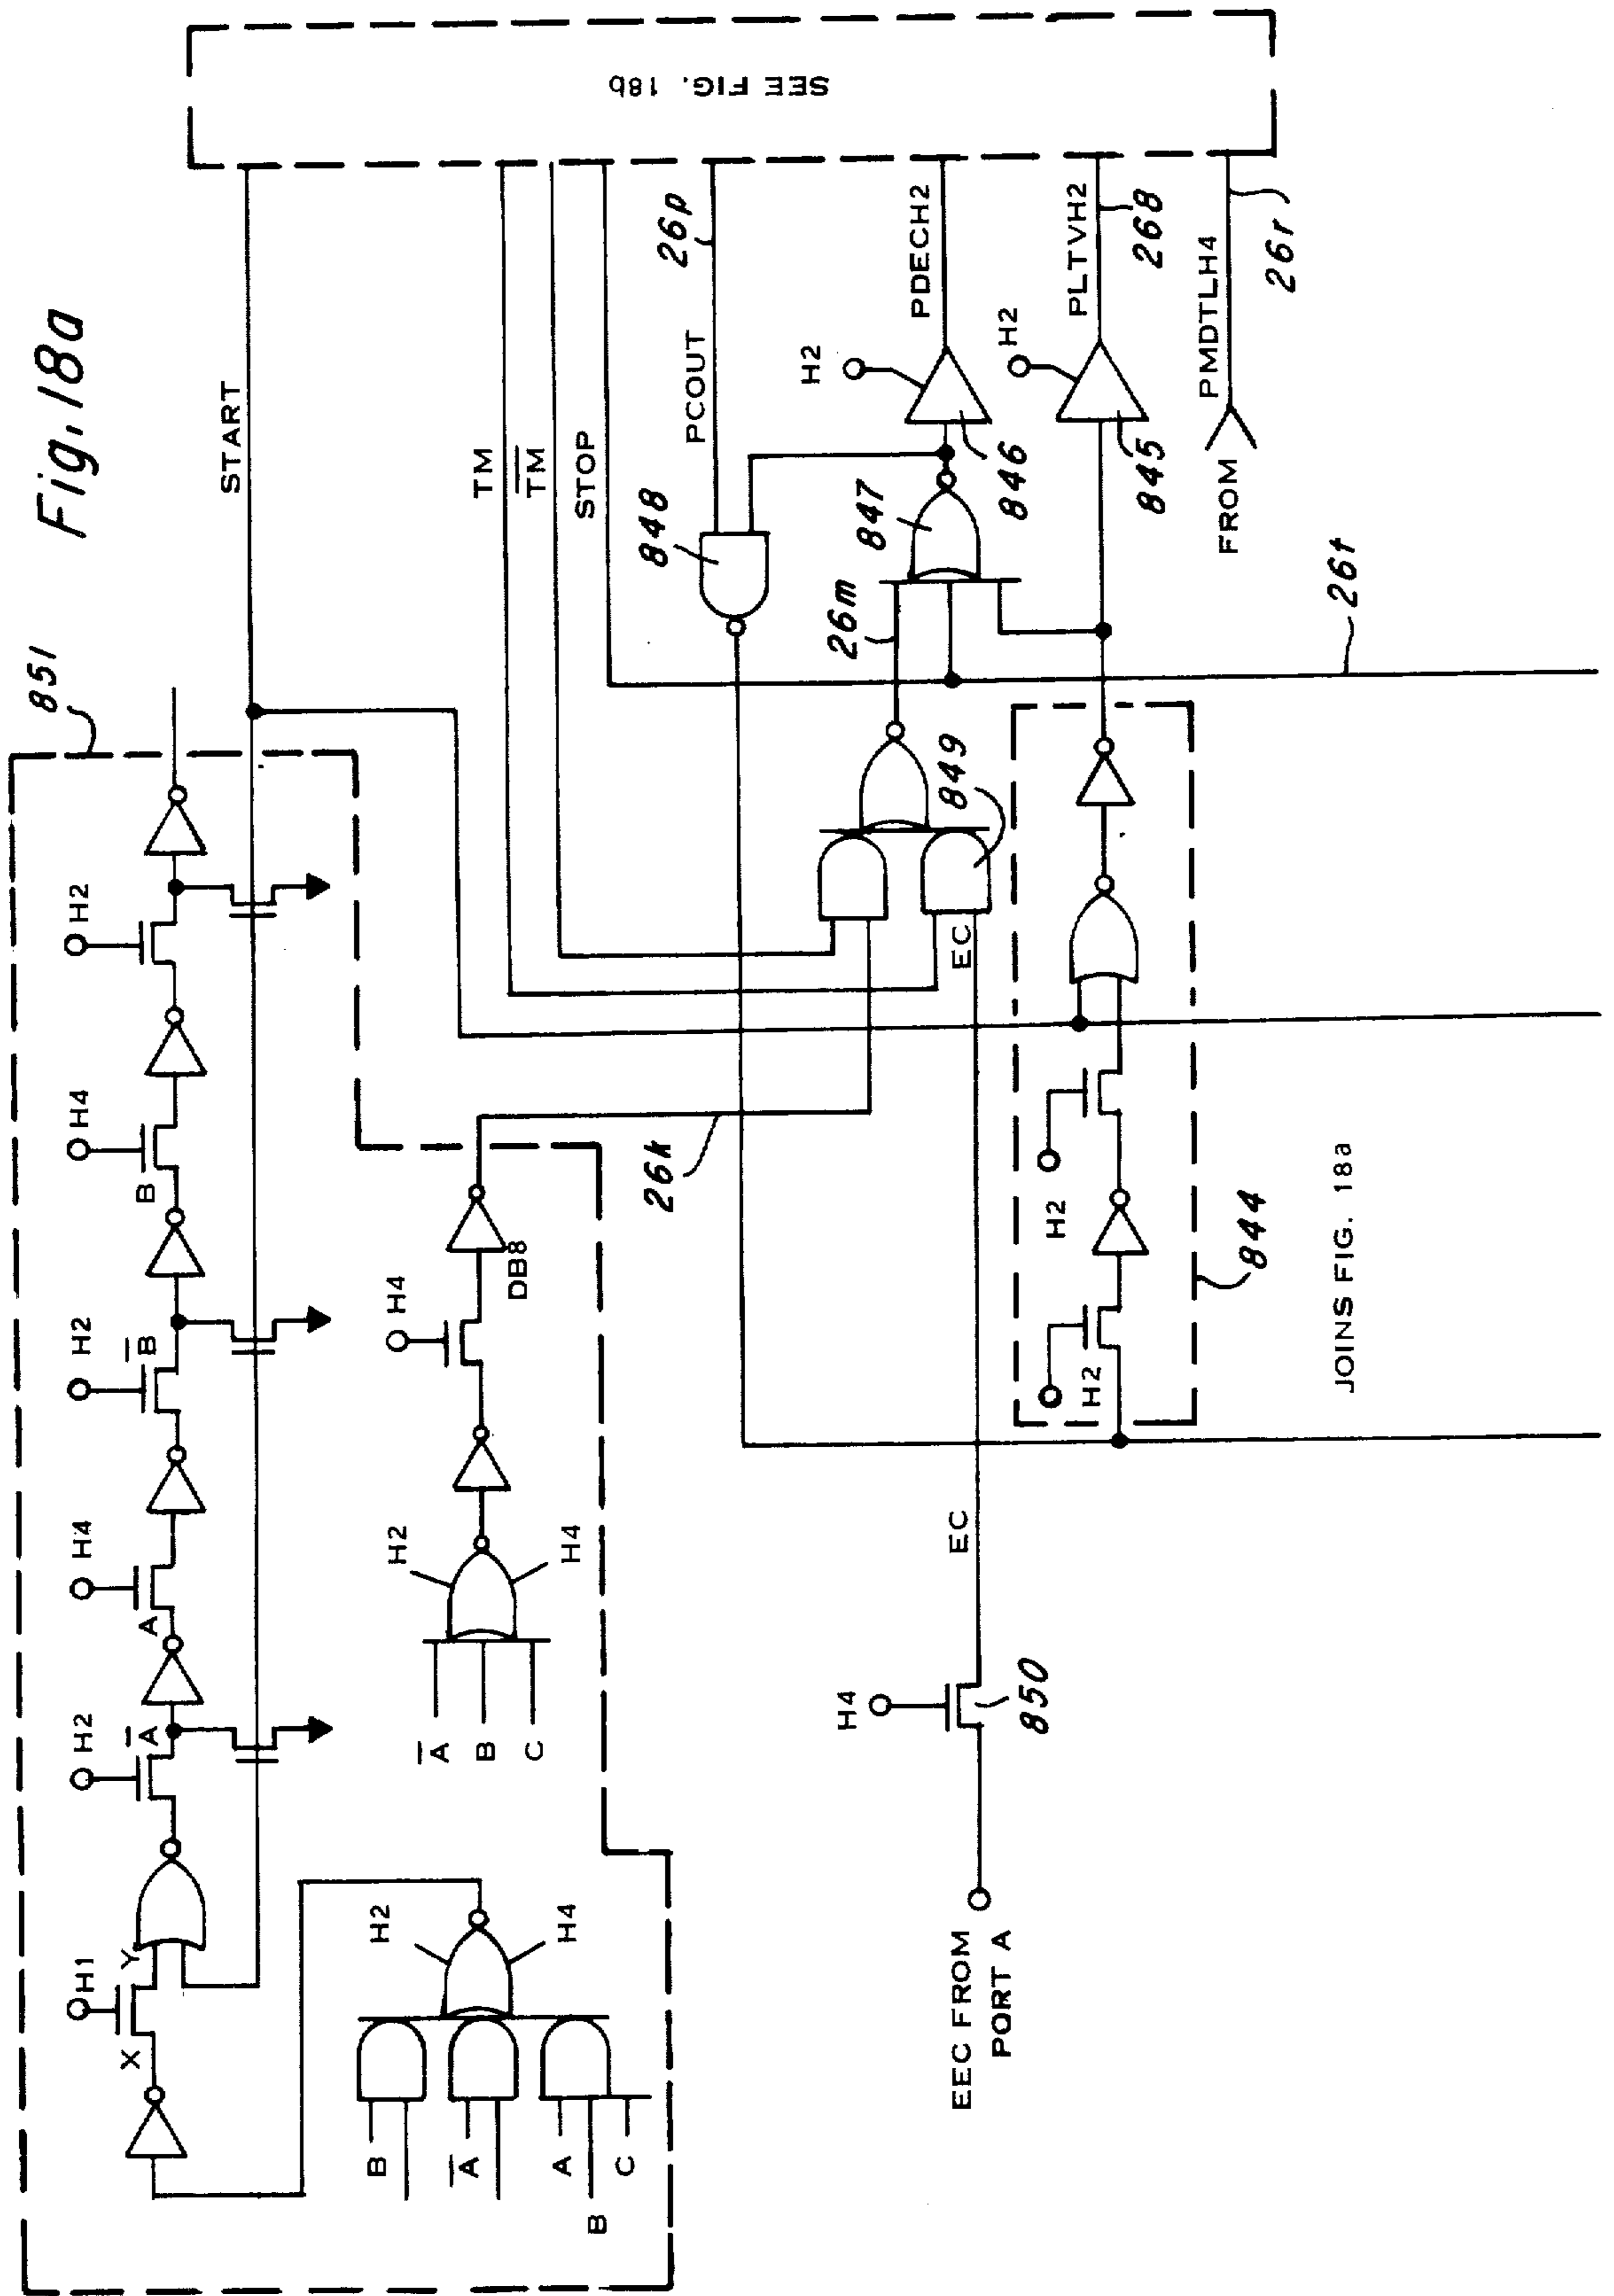 Fig. 18a
851
H1
X
Y
H2
A
H4
A
H2
B
H4
B
H2
START
B
A
A
B
C
H2
H4
A
B
C
H2
H4
H4
DB8
26k
TM
TM
STOP
PCOUT
26p
848
26m
847
849
EC
H2
PDECH2
846
H2
PLTVH2
268
845
FROM
PMDTLH4
26r
26t
SEE FIG. 18b
EEC FROM
PORT A
H4
850
EC
H2
H2
844
JOINS FIG. 18a